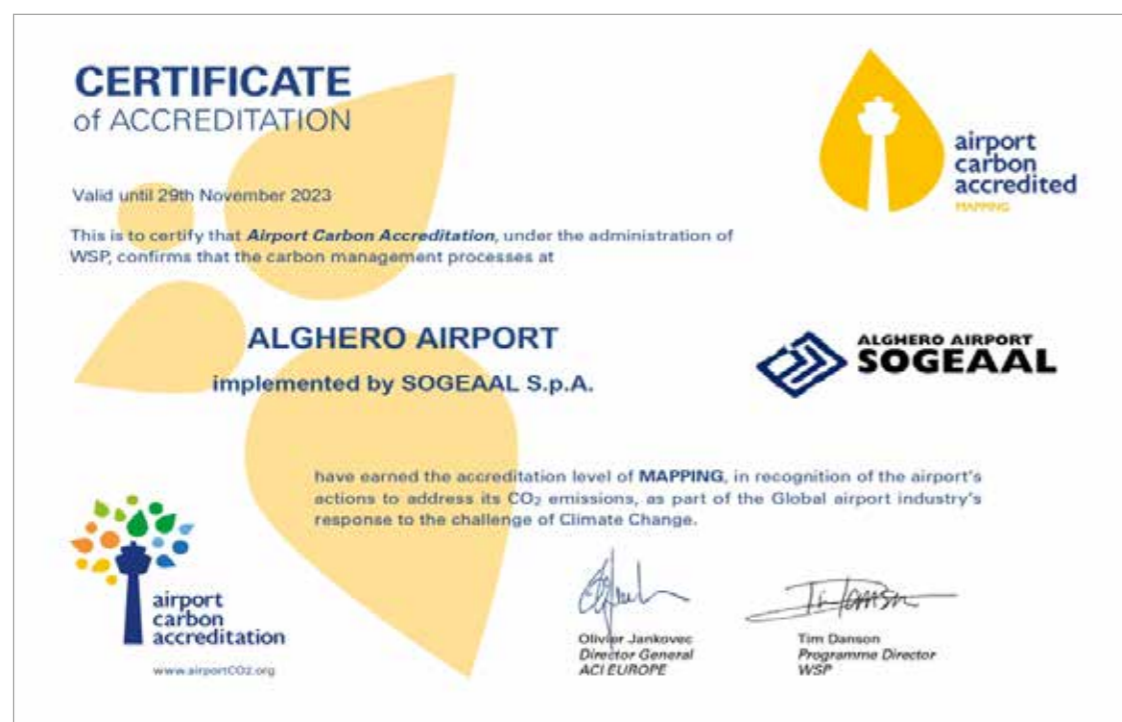 CERTIFICATE
of ACCREDITATION
airport
carbon
accredited
MAPPING
Valid until 29th November 2023
This is to certify that Airport Carbon Accreditation, under the administration of
WSP, confirms that the carbon management processes at
ALGHERO AIRPORT
implemented by SOGEAAL S.p.A.
ALGHERO AIRPORT
SOGEAAL
have earned the accreditation level of MAPPING, in recognition of the airport's
actions to address its CO₂ emissions, as part of the Global airport industry's
response to the challenge of Climate Change.
airport
carbon
accreditation
www.airportCO2.org
Olivier Jankovec
Director General
ACI EUROPE
Tim Danson
Programme Director
WSP